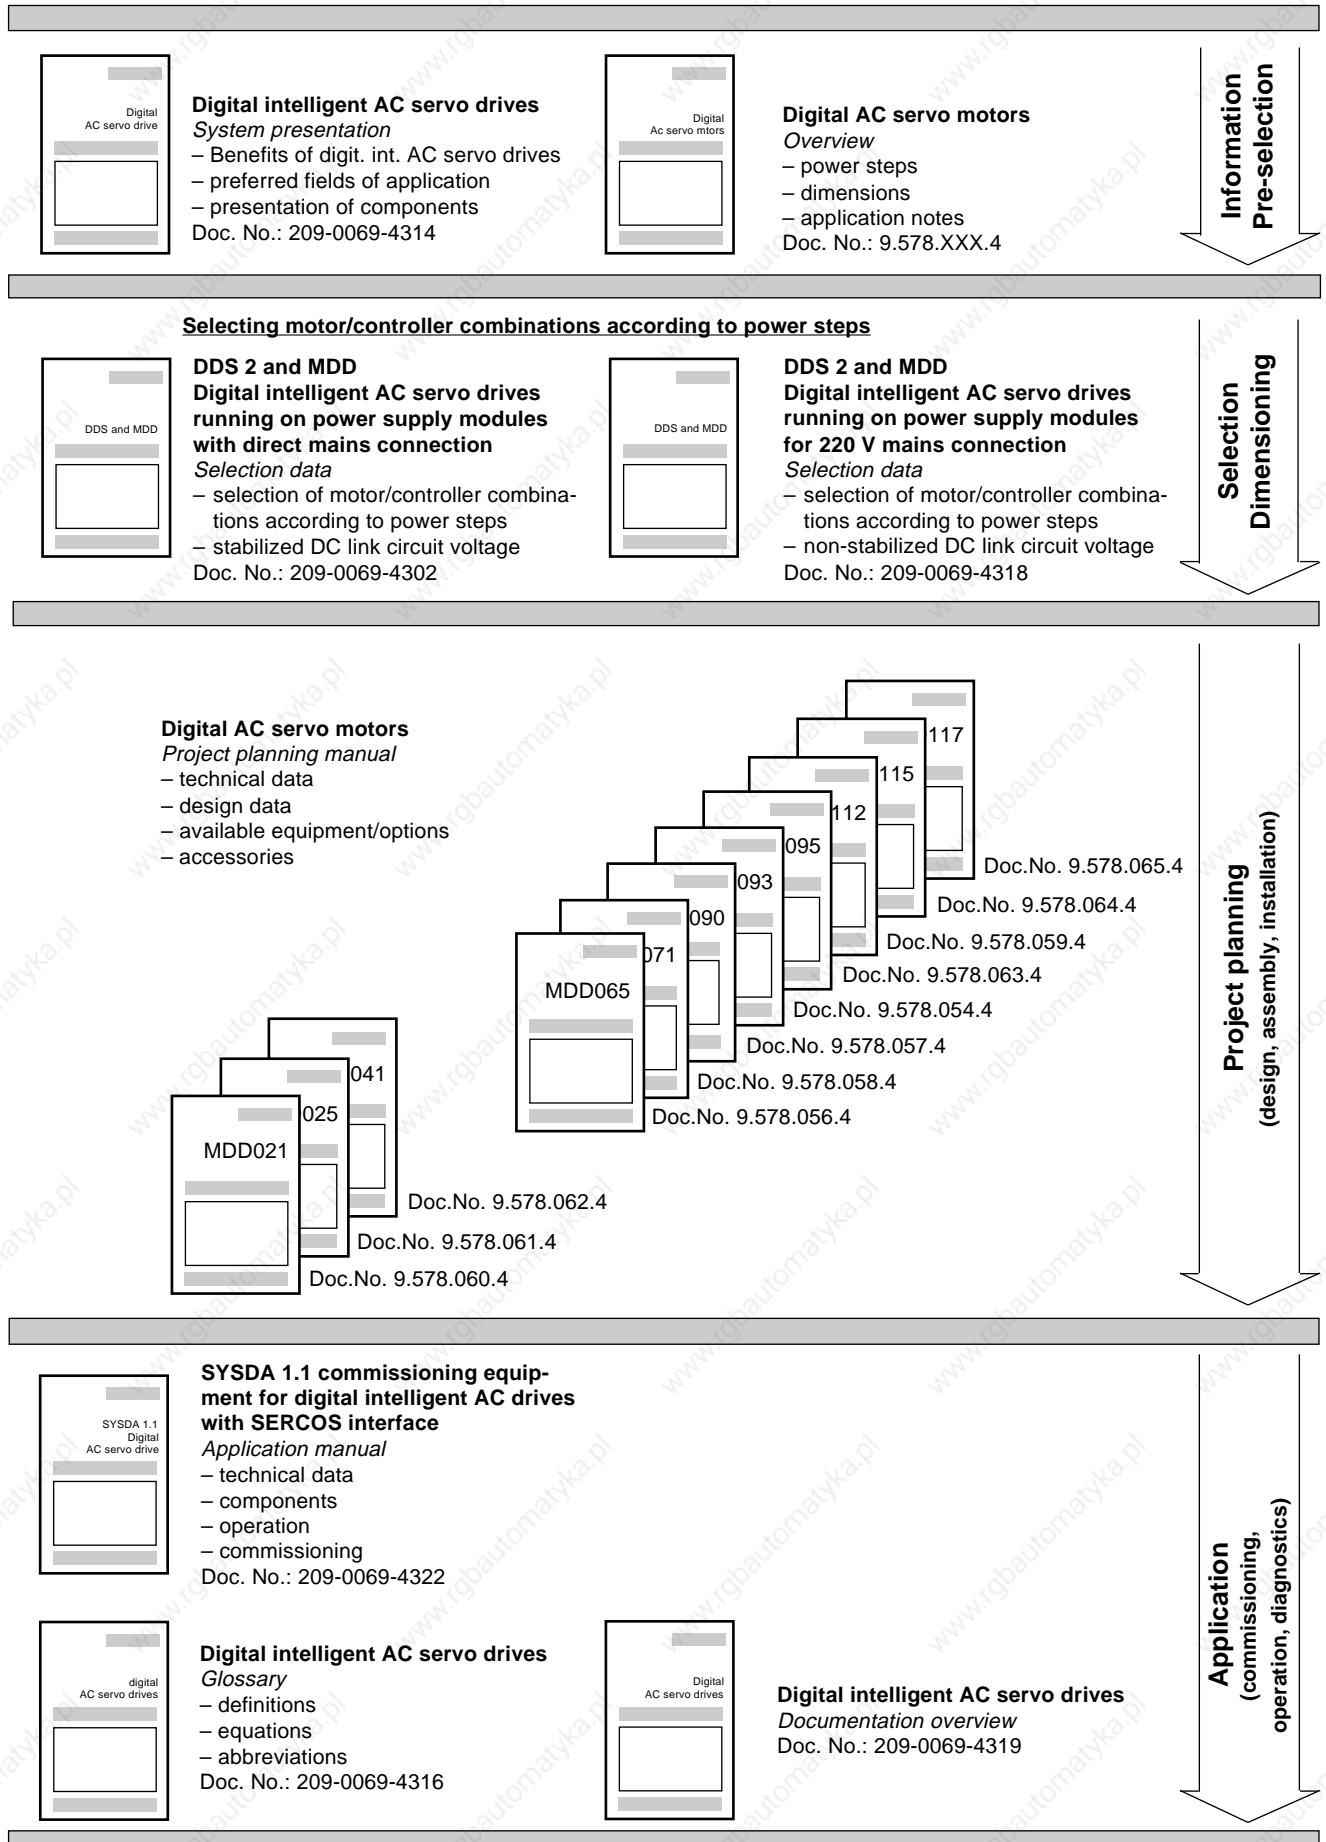 Digital
AC servo drive
Digital intelligent AC servo drives
System presentation
– Benefits of digit. int. AC servo drives
– preferred fields of application
– presentation of components
Doc. No.: 209-0069-4314
Digital
Ac servo mtors
Digital AC servo motors
Overview
– power steps
– dimensions
– application notes
Doc. No.: 9.578.XXX.4
Information
Pre-selection
Selecting motor/controller combinations according to power steps
DDS and MDD
DDS 2 and MDD
Digital intelligent AC servo drives
running on power supply modules
with direct mains connection
Selection data
– selection of motor/controller combina-
tions according to power steps
– stabilized DC link circuit voltage
Doc. No.: 209-0069-4302
DDS and MDD
DDS 2 and MDD
Digital intelligent AC servo drives
running on power supply modules
for 220 V mains connection
Selection data
– selection of motor/controller combina-
tions according to power steps
– non-stabilized DC link circuit voltage
Doc. No.: 209-0069-4318
Selection
Dimensioning
Digital AC servo motors
Project planning manual
– technical data
– design data
– available equipment/options
– accessories
117
115
112
095
093
090
071
MDD065
Doc.No. 9.578.065.4
Doc.No. 9.578.064.4
Doc.No. 9.578.059.4
Doc.No. 9.578.063.4
Doc.No. 9.578.054.4
Doc.No. 9.578.057.4
Doc.No. 9.578.058.4
Doc.No. 9.578.056.4
041
025
MDD021
Doc.No. 9.578.062.4
Doc.No. 9.578.061.4
Doc.No. 9.578.060.4
Project planning
(design, assembly, installation)
SYSDA 1.1
Digital
AC servo drive
SYSDA 1.1 commissioning equip-
ment for digital intelligent AC drives
with SERCOS interface
Application manual
– technical data
– components
– operation
– commissioning
Doc. No.: 209-0069-4322
digital
AC servo drives
Digital intelligent AC servo drives
Glossary
– definitions
– equations
– abbreviations
Doc. No.: 209-0069-4316
Digital
AC servo drives
Digital intelligent AC servo drives
Documentation overview
Doc. No.: 209-0069-4319
Application
(commissioning,
operation, diagnostics)
www.rgbautomatyka.pl